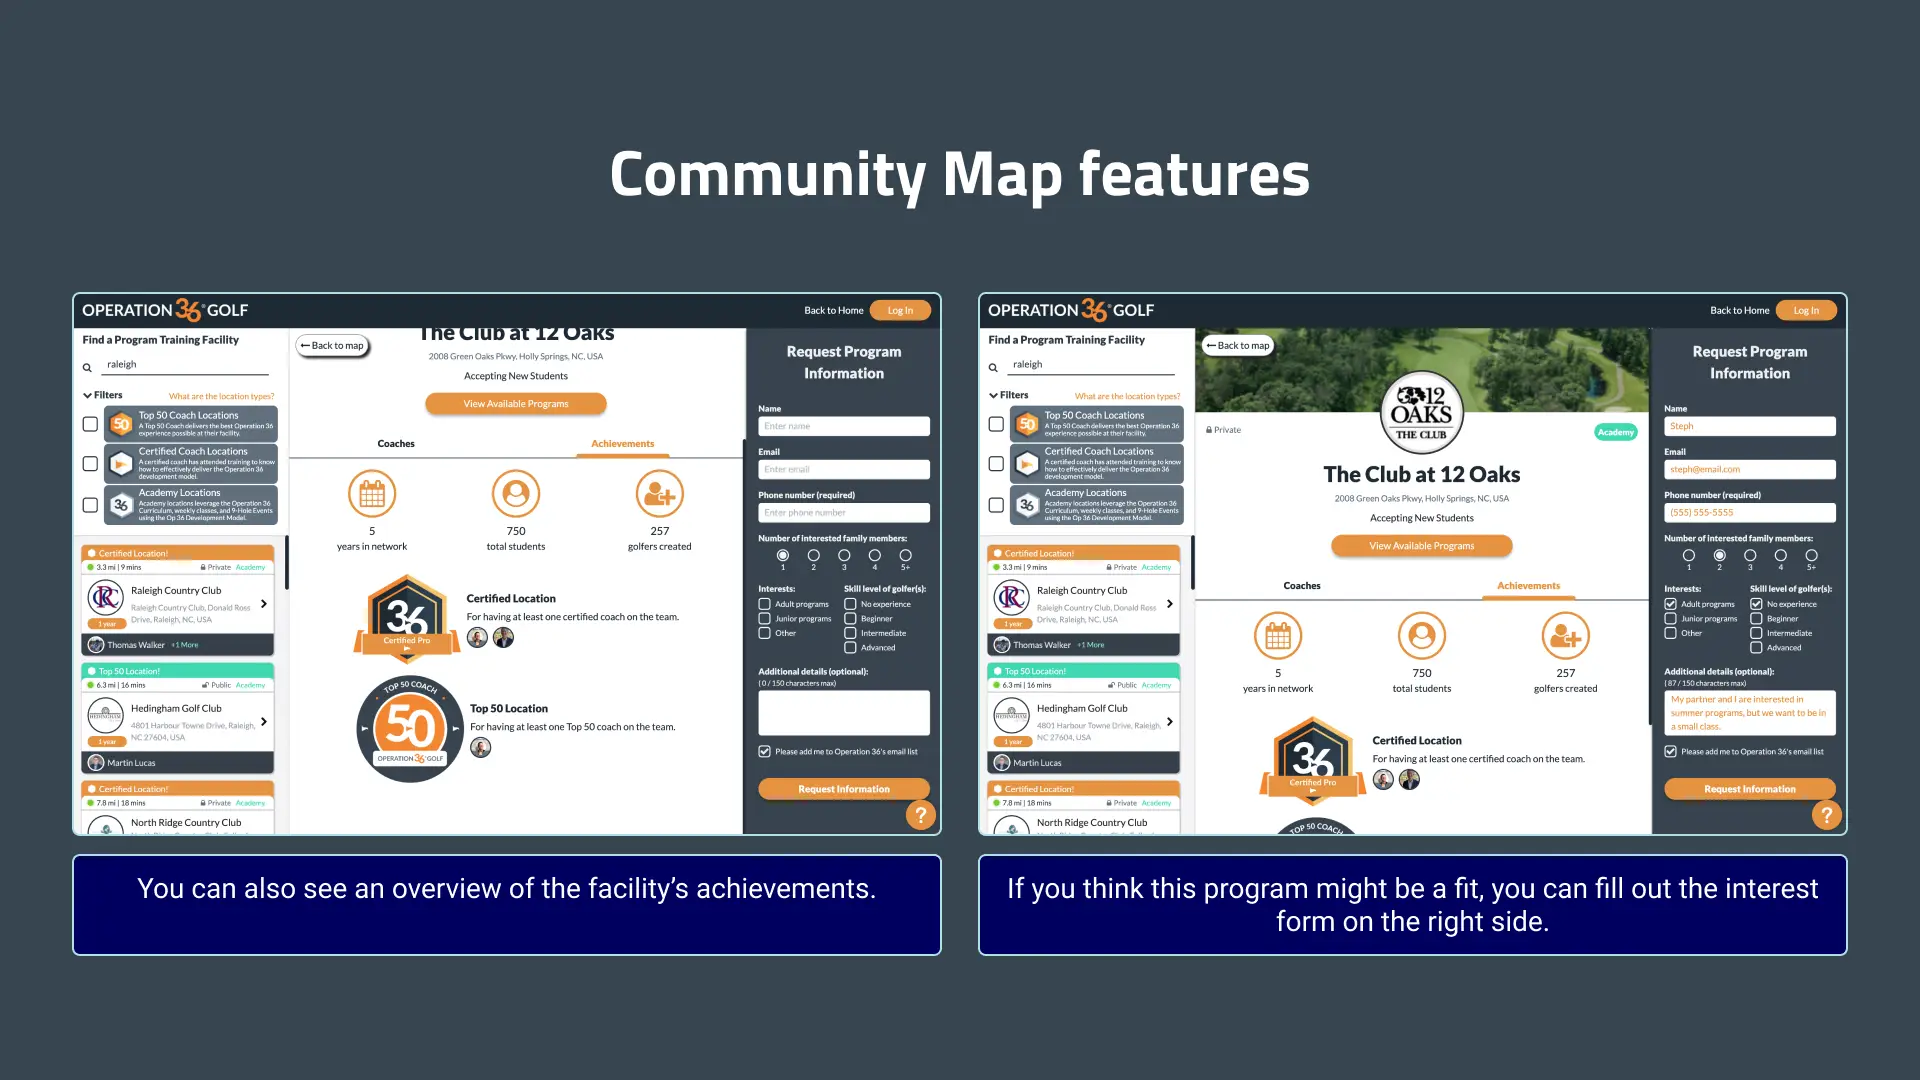 Community Map features
OPERATION 36 GOLF
Back to Home
Log In
Find a Program Training Facility
raleigh
Filters
What are the location types?
50
Top 50 Coach Locations
A Top 50 Coach delivers the best Operation 36
experience possible at their facility.
Certified Coach Locations
A certified coach has attended training to know
how to effectively deliver the Operation 36
development model.
36
Academy Locations
Academy locations leverage the Operation 36
Curriculum, weekly classes, and 9-Hole Events
using the Op 36 Development Model.
Certified Location!
3.3 mi | 9 mins
Private Academy
Raleigh Country Club
Raleigh Country Club, Donald Ross
Drive, Raleigh, NC, USA
1 year
Thomas Walker +1 More
Top 50 Location!
6.3 mi | 16 mins
Public Academy
Hedingham Golf Club
4801 Harbour Towne Drive, Raleigh,
NC 27604, USA
HEDINGHAM
1 year
Martin Lucas
Certified Location!
7.8 mi | 18 mins
Private Academy
North Ridge Country Club
Back to map
The Club at 12 Oaks
2008 Green Oaks Pkwy, Holly Springs, NC, USA
Accepting New Students
View Available Programs
Coaches
Achievements
5
years in network
750
total students
257
golfers created
36
Certified Pro
Certified Location
For having at least one certified coach on the team.
TOP 50 COACH
50
OPERATION 36 GOLF
Top 50 Location
For having at least one Top 50 coach on the team.
Request Program
Information
Name
Enter name
Email
Enter email
Phone number (required)
Enter phone number
Number of interested family members:
1 2 3 4 5+
Interests:
Adult programs
Junior programs
Other
Skill level of golfer(s):
No experience
Beginner
Intermediate
Advanced
Additional details (optional):
( 0 / 150 characters max)
Please add me to Operation 36's email list
Request Information
?
You can also see an overview of the facility’s achievements.
OPERATION 36 GOLF
Back to Home
Log In
Find a Program Training Facility
raleigh
Filters
What are the location types?
50
Top 50 Coach Locations
A Top 50 Coach delivers the best Operation 36
experience possible at their facility.
Certified Coach Locations
A certified coach has attended training to know
how to effectively deliver the Operation 36
development model.
36
Academy Locations
Academy locations leverage the Operation 36
Curriculum, weekly classes, and 9-Hole Events
using the Op 36 Development Model.
Certified Location!
3.3 mi | 9 mins
Private Academy
Raleigh Country Club
Raleigh Country Club, Donald Ross
Drive, Raleigh, NC, USA
1 year
Thomas Walker +1 More
Top 50 Location!
6.3 mi | 16 mins
Public Academy
Hedingham Golf Club
4801 Harbour Towne Drive, Raleigh,
NC 27604, USA
HEDINGHAM
1 year
Martin Lucas
Certified Location!
7.8 mi | 18 mins
Private Academy
North Ridge Country Club
Back to map
12
OAKS
THE CLUB
Private
Academy
The Club at 12 Oaks
2008 Green Oaks Pkwy, Holly Springs, NC, USA
Accepting New Students
View Available Programs
Coaches
Achievements
5
years in network
750
total students
257
golfers created
36
Certified Pro
Certified Location
For having at least one certified coach on the team.
TOP 50 COACH
Request Program
Information
Name
Steph
Email
steph@email.com
Phone number (required)
(555) 555-5555
Number of interested family members:
1 2 3 4 5+
Interests:
Adult programs
Junior programs
Other
Skill level of golfer(s):
No experience
Beginner
Intermediate
Advanced
Additional details (optional):
( 87 / 150 characters max)
My partner and I are interested in
summer programs, but we want to be in
a small class.
Please add me to Operation 36's email list
Request Information
?
If you think this program might be a fit, you can fill out the interest
form on the right side.